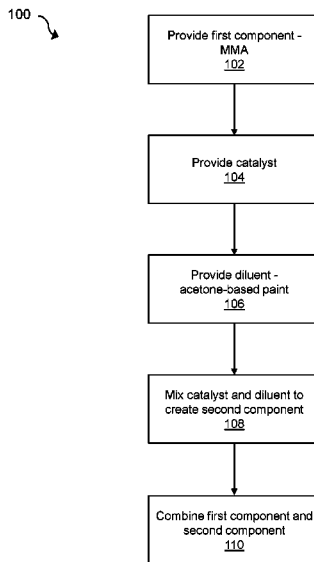 100
Provide first component -
MMA
102
Provide catalyst
104
Provide diluent -
acetone-based paint
106
Mix catalyst and diluent to
create second component
108
Combine first component and
second component
110